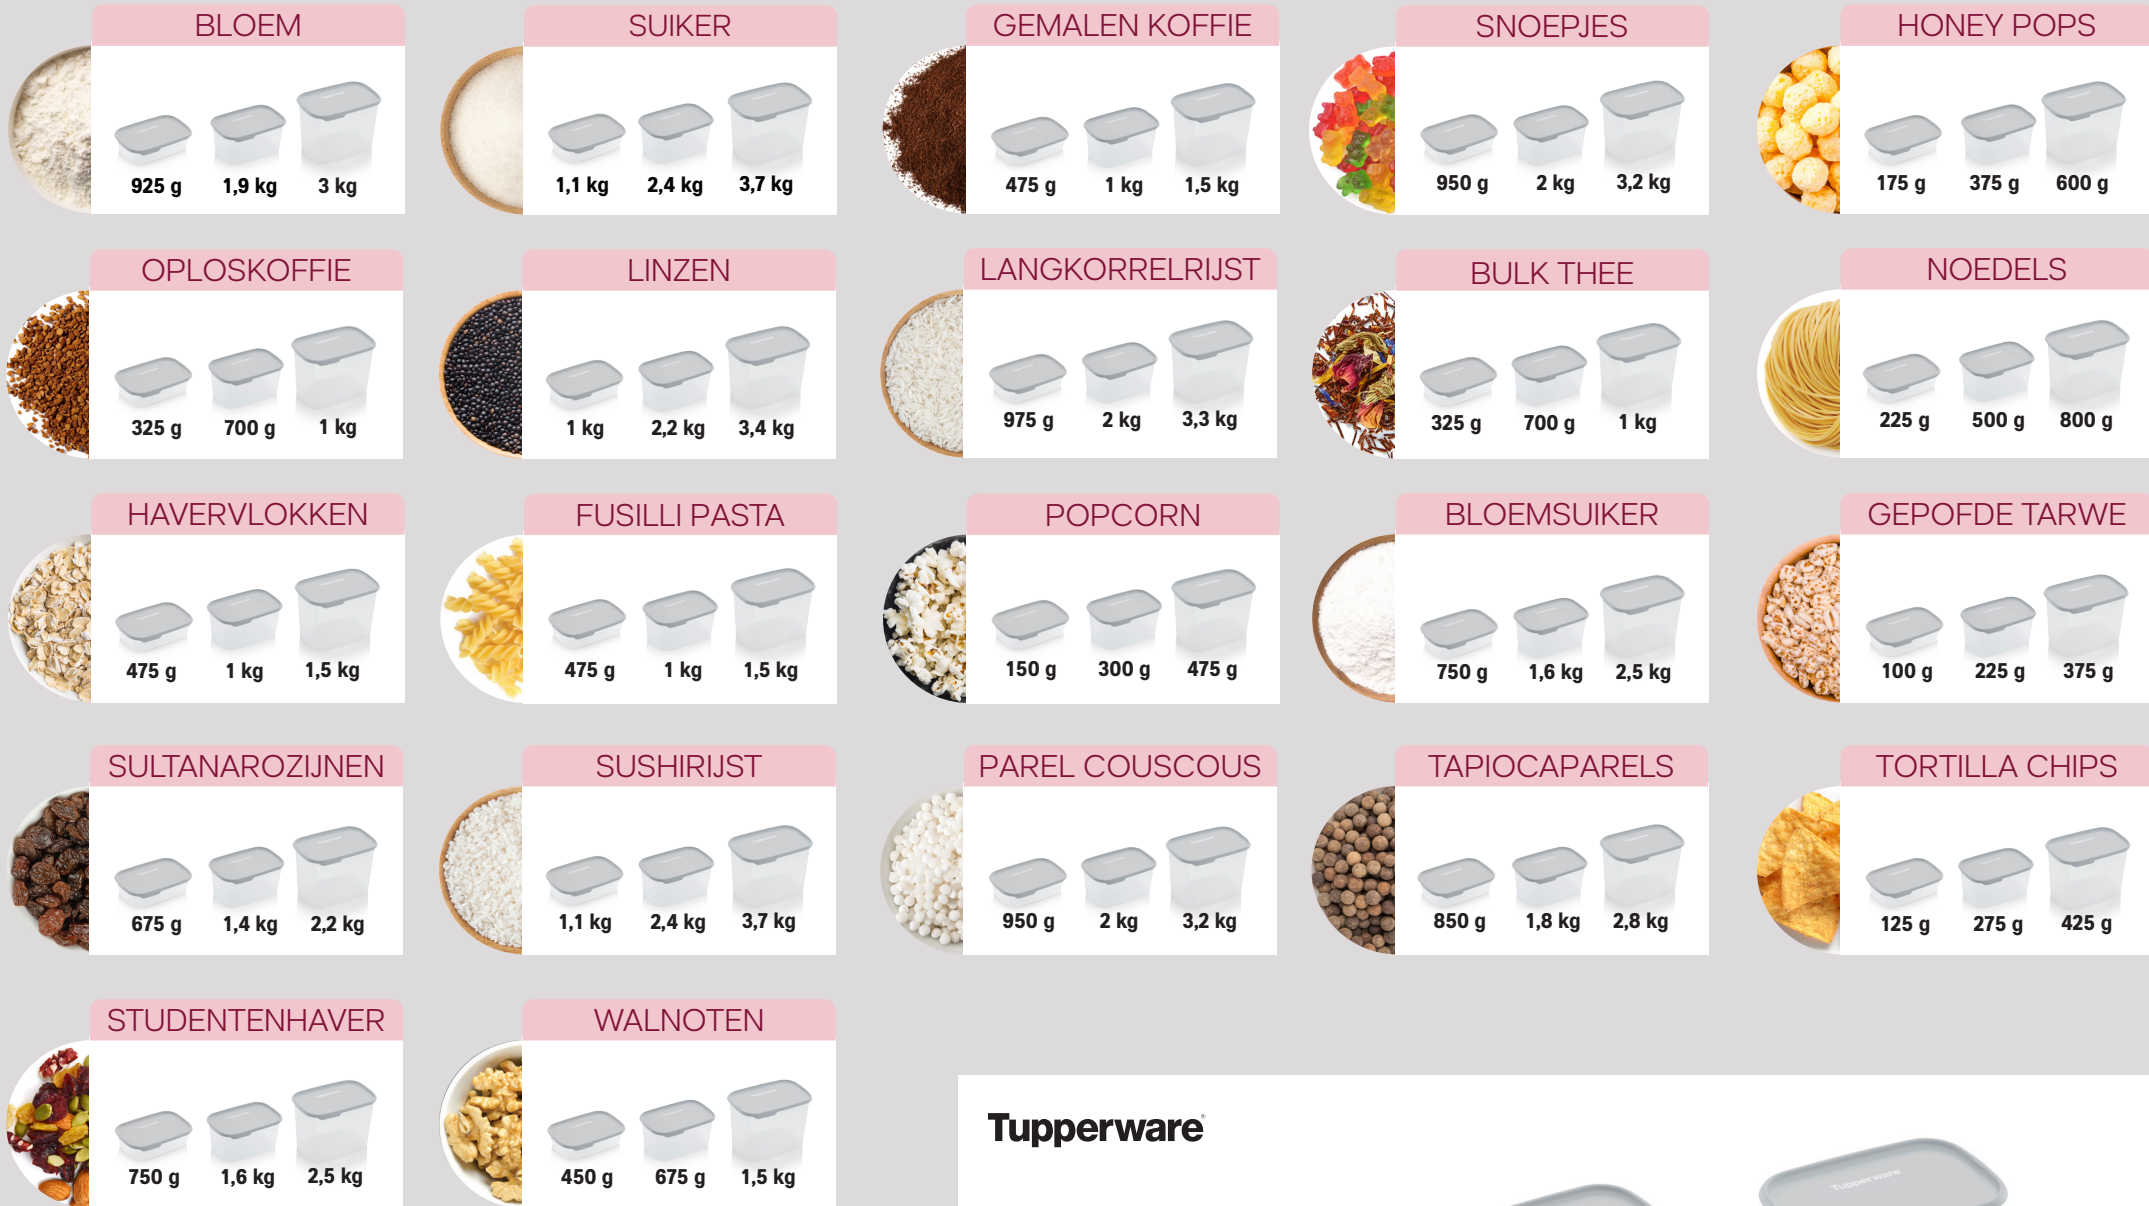 BLOEM
925 g 1,9 kg 3 kg
SUIKER
1,1 kg 2,4 kg 3,7 kg
GEMALEN KOFFIE
475 g 1 kg 1,5 kg
SNOEPJES
950 g 2 kg 3,2 kg
HONEY POPS
175 g 375 g 600 g
OPLOSKOFFIE
325 g 700 g 1 kg
LINZEN
1 kg 2,2 kg 3,4 kg
LANGKORRELRIJST
975 g 2 kg 3,3 kg
BULK THEE
325 g 700 g 1 kg
NOEDELS
225 g 500 g 800 g
HAVERVLOKKEN
475 g 1 kg 1,5 kg
FUSILLI PASTA
475 g 1 kg 1,5 kg
POPCORN
150 g 300 g 475 g
BLOEMSUIKER
750 g 1,6 kg 2,5 kg
GEPOFDE TARWE
100 g 225 g 375 g
SULTANAROZIJNEN
675 g 1,4 kg 2,2 kg
SUSHIRIJST
1,1 kg 2,4 kg 3,7 kg
PAREL COUSCOUS
950 g 2 kg 3,2 kg
TAPIOCAPARELS
850 g 1,8 kg 2,8 kg
TORTILLA CHIPS
125 g 275 g 425 g
STUDENTENHAVER
750 g 1,6 kg 2,5 kg
WALNOTEN
450 g 675 g 1,5 kg
Tupperware®
Tupperware